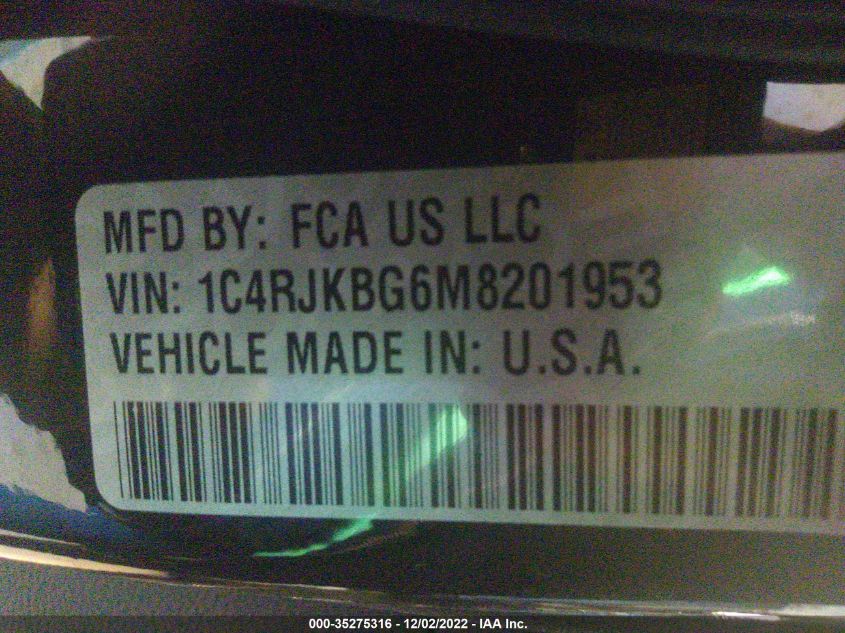 MFD BY: FCA US LLC
VIN: 1C4RJKBG6M8201953
VEHICLE MADE IN: U.S.A.
000-35275316 - 12/02/2022 - IAA Inc.